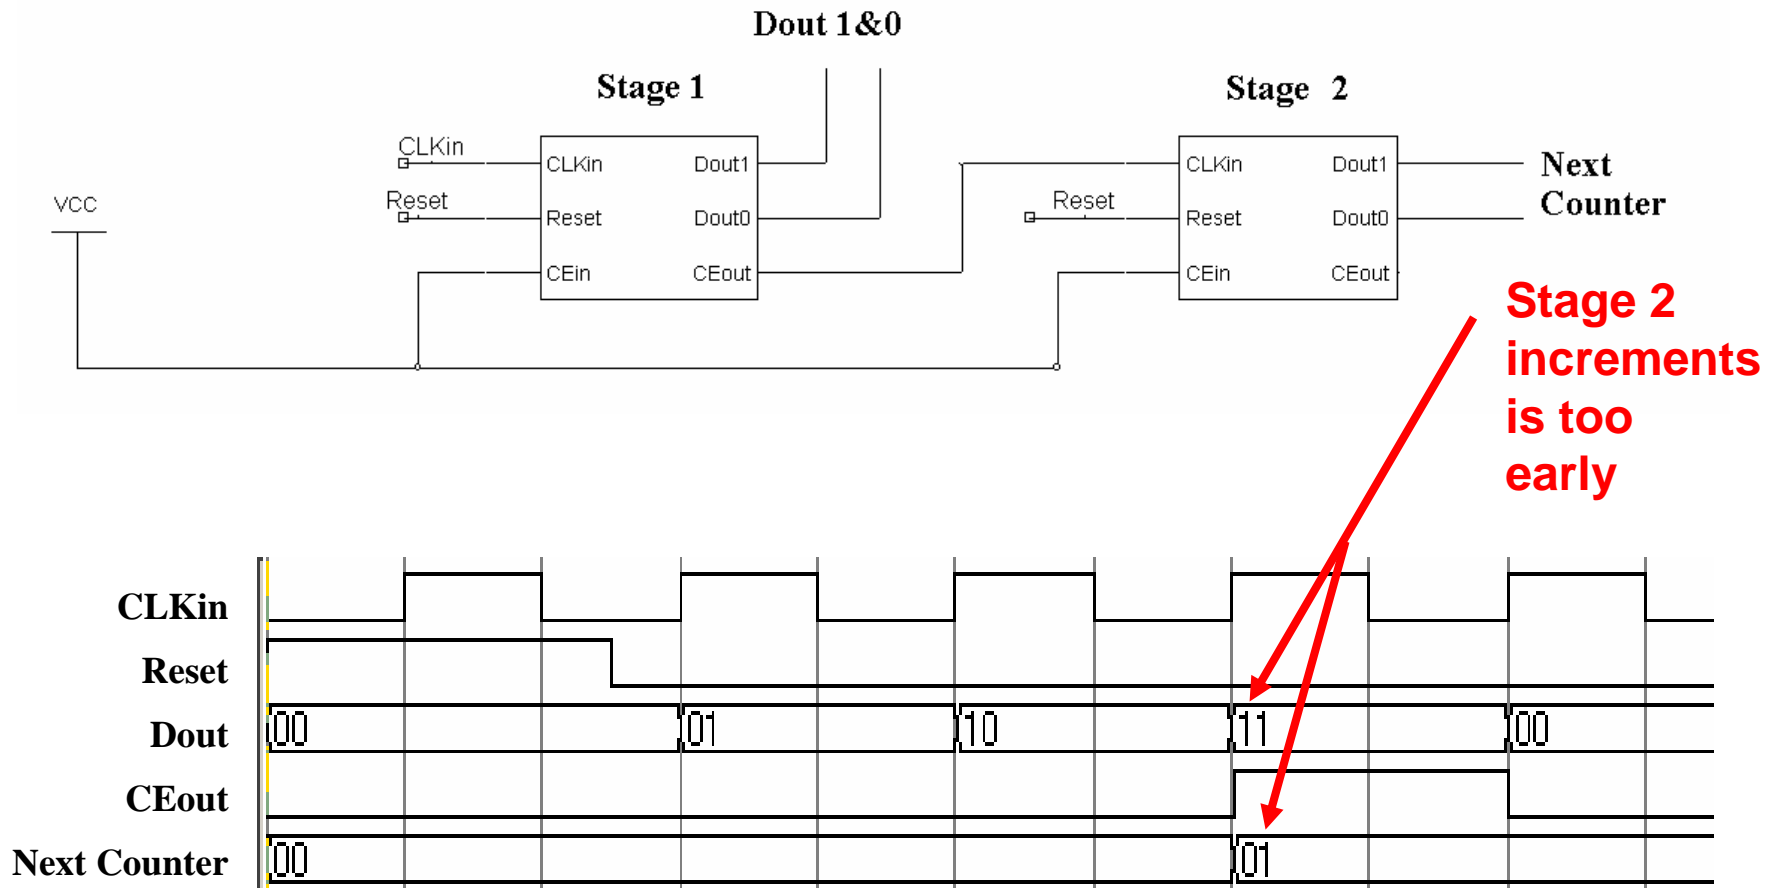 Dout 1&0
Stage 1
Stage 2
CLKin
CLKin
Dout1
CLKin
Dout1
Next
VCC
Reset
Reset
Dout0
Reset
Reset
Dout0
Counter
CEin
CEout
CEin
CEout
Stage 2
increments
is too
early
CLKin
Reset
Dout
00
01
10
11
00
CEout
Next Counter
00
01